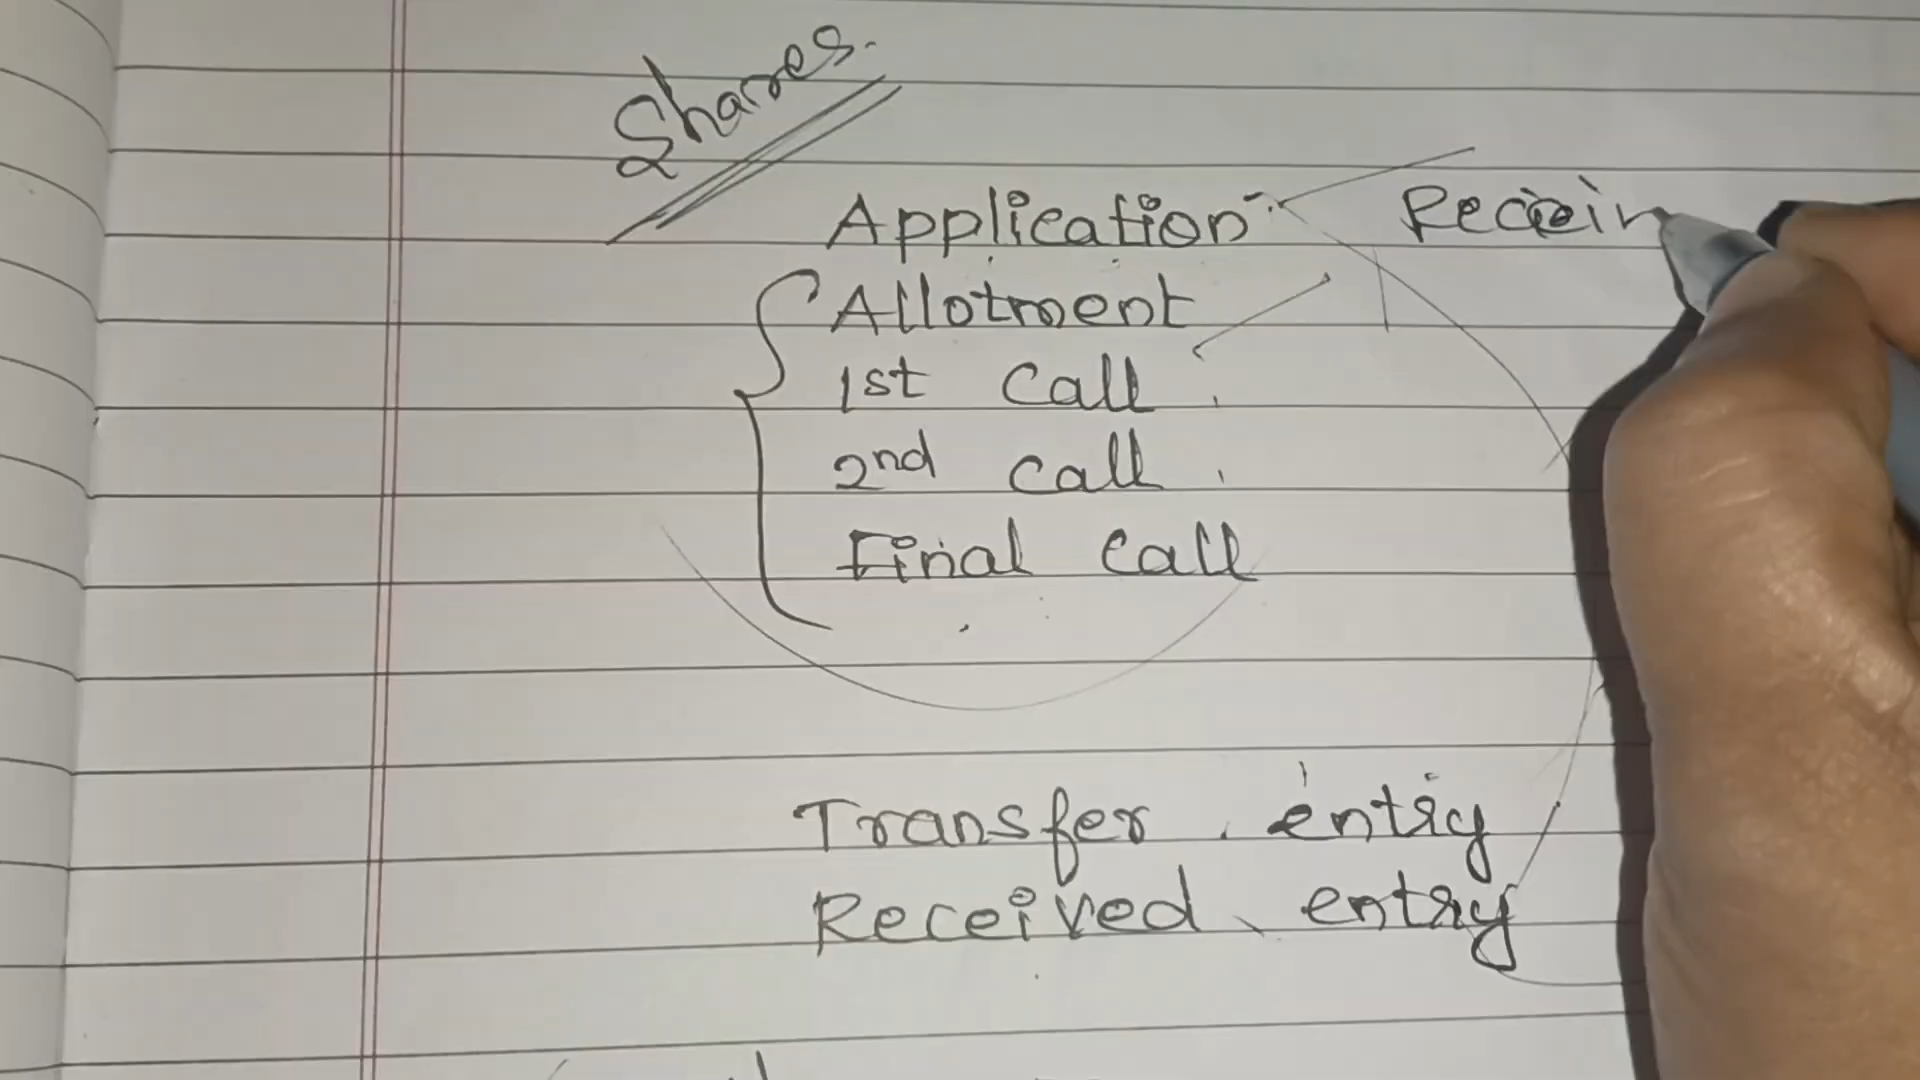 Shares.
Application
Allotment
1st Call
2nd Call
Final Call
Transfer entry
Received entry